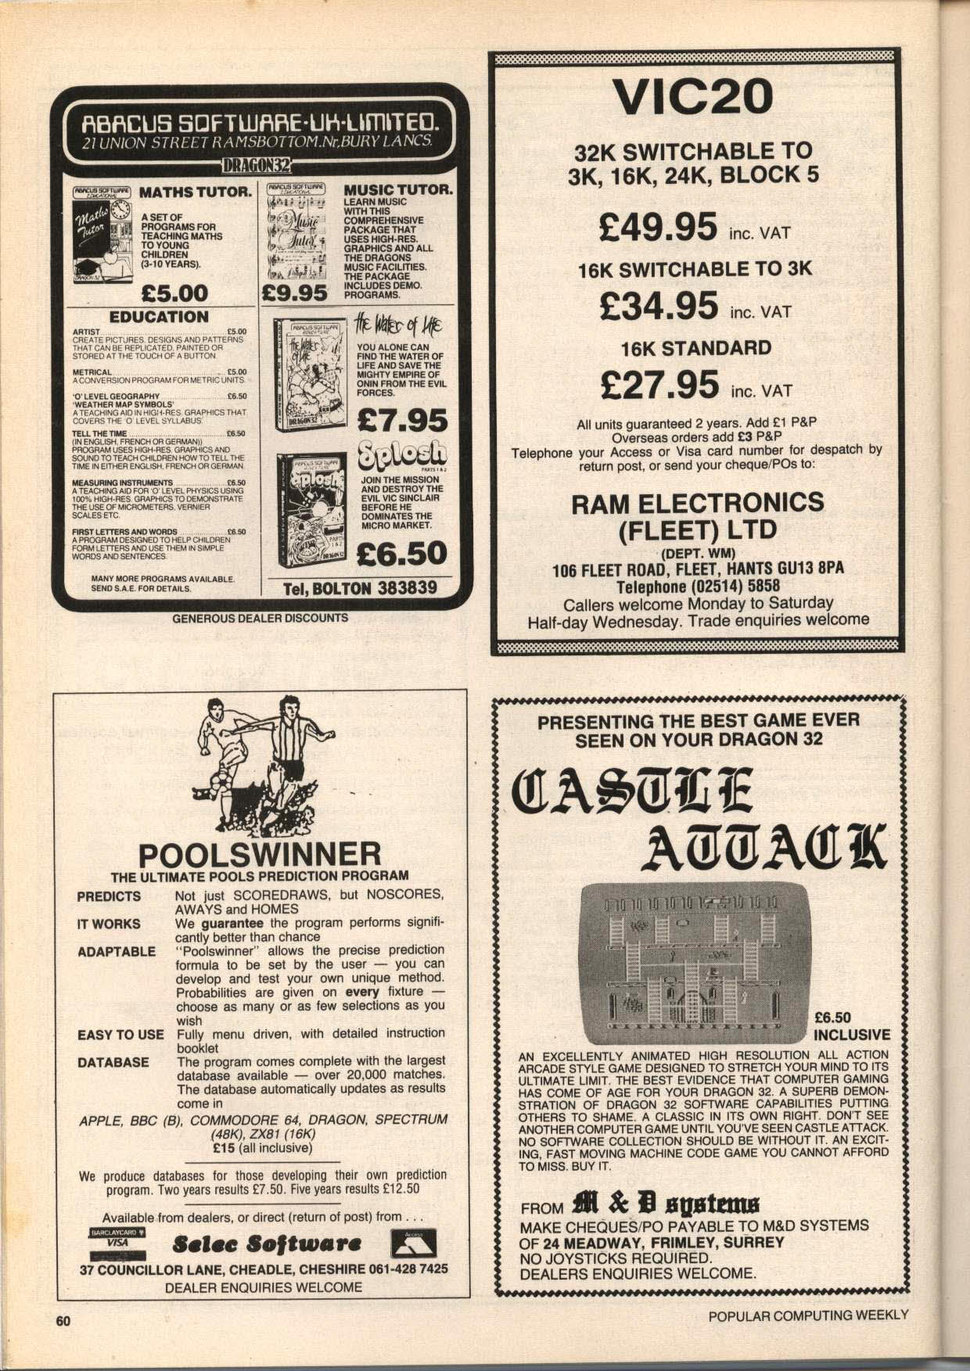 ABACUS SOFTWARE-UK-LIMITED.
21 UNION STREET RAMSBOTTOM. Nr. BURY LANCS.
DRAGON32
ABACUS SOFTWARE
EDUCATIONAL
Maths
Tutor
MATHS TUTOR.
A SET OF
PROGRAMS FOR
TEACHING MATHS
TO YOUNG
CHILDREN
(3-10 YEARS).
£5.00
ABACUS SOFTWARE
Music
Tutor
£9.95
MUSIC TUTOR.
LEARN MUSIC
WITH THIS
COMPREHENSIVE
PACKAGE THAT
USES HIGH-RES.
GRAPHICS AND ALL
THE DRAGONS
MUSIC FACILITIES.
THE PACKAGE
INCLUDES DEMO.
PROGRAMS.
EDUCATION
ARTIST £5.00
CREATE PICTURES, DESIGNS AND PATTERNS
THAT CAN BE REPLICATED, PAINTED OR
STORED AT THE TOUCH OF A BUTTON.
METRICAL £5.00
A CONVERSION PROGRAM FOR METRIC UNITS.
'O' LEVEL GEOGRAPHY £6.50
'WEATHER MAP SYMBOLS'
A TEACHING AID IN HIGH-RES. GRAPHICS THAT
COVERS THE 'O' LEVEL SYLLABUS.
TELL THE TIME £6.50
(IN ENGLISH, FRENCH OR GERMAN))
PROGRAM USES HIGH-RES. GRAPHICS AND
SOUND TO TEACH CHILDREN HOW TO TELL THE
TIME IN EITHER ENGLISH, FRENCH OR GERMAN.
MEASURING INSTRUMENTS £6.50
A TEACHING AID FOR 'O' LEVEL PHYSICS USING
100% HIGH-RES. GRAPHICS TO DEMONSTRATE
THE USE OF MICROMETERS, VERNIER
SCALES ETC.
FIRST LETTERS AND WORDS £6.50
A PROGRAM DESIGNED TO HELP CHILDREN
FORM LETTERS AND USE THEM IN SIMPLE
WORDS AND SENTENCES.
MANY MORE PROGRAMS AVAILABLE.
SEND S.A.E. FOR DETAILS.
ABACUS SOFTWARE
ADVENTURE
the Water
of Life
DRAGON 32
the Water of Life
YOU ALONE CAN
FIND THE WATER OF
LIFE AND SAVE THE
MIGHTY EMPIRE OF
ONIN FROM THE EVIL
FORCES.
£7.95
ABACUS SOFTWARE
Splosh
DRAGON 32
Splosh
PARTS 1 & 2
JOIN THE MISSION
AND DESTROY THE
EVIL VIC SINCLAIR
BEFORE HE
DOMINATES THE
MICRO MARKET.
£6.50
Tel, BOLTON 383839
GENEROUS DEALER DISCOUNTS
VIC20
32K SWITCHABLE TO
3K, 16K, 24K, BLOCK 5
£49.95 inc. VAT
16K SWITCHABLE TO 3K
£34.95 inc. VAT
16K STANDARD
£27.95 inc. VAT
All units guaranteed 2 years. Add £1 P&P
Overseas orders add £3 P&P
Telephone your Access or Visa card number for despatch by
return post, or send your cheque/POs to:
RAM ELECTRONICS
(FLEET) LTD
(DEPT. WM)
106 FLEET ROAD, FLEET, HANTS GU13 8PA
Telephone (02514) 5858
Callers welcome Monday to Saturday
Half-day Wednesday. Trade enquiries welcome
POOLSWINNER
THE ULTIMATE POOLS PREDICTION PROGRAM
PREDICTS Not just SCOREDRAWS, but NOSCORES,
AWAYS and HOMES
IT WORKS We guarantee the program performs signifi-
cantly better than chance
ADAPTABLE "Poolswinner" allows the precise prediction
formula to be set by the user — you can
develop and test your own unique method.
Probabilities are given on every fixture —
choose as many or as few selections as you
wish
EASY TO USE Fully menu driven, with detailed instruction
booklet
DATABASE The program comes complete with the largest
database available — over 20,000 matches.
The database automatically updates as results
come in
APPLE, BBC (B), COMMODORE 64, DRAGON, SPECTRUM
(48K), ZX81 (16K)
£15 (all inclusive)
We produce databases for those developing their own prediction
program. Two years results £7.50. Five years results £12.50
Available from dealers, or direct (return of post) from . . .
BARCLAYCARD
VISA
Selec Software
Access
37 COUNCILLOR LANE, CHEADLE, CHESHIRE 061-428 7425
DEALER ENQUIRIES WELCOME
PRESENTING THE BEST GAME EVER
SEEN ON YOUR DRAGON 32
CASTLE
ATTACK
£6.50
INCLUSIVE
AN EXCELLENTLY ANIMATED HIGH RESOLUTION ALL ACTION
ARCADE STYLE GAME DESIGNED TO STRETCH YOUR MIND TO ITS
ULTIMATE LIMIT. THE BEST EVIDENCE THAT COMPUTER GAMING
HAS COME OF AGE FOR YOUR DRAGON 32. A SUPERB DEMON-
STRATION OF DRAGON 32 SOFTWARE CAPABILITIES PUTTING
OTHERS TO SHAME. A CLASSIC IN ITS OWN RIGHT. DON'T SEE
ANOTHER COMPUTER GAME UNTIL YOU'VE SEEN CASTLE ATTACK.
NO SOFTWARE COLLECTION SHOULD BE WITHOUT IT. AN EXCIT-
ING, FAST MOVING MACHINE CODE GAME YOU CANNOT AFFORD
TO MISS. BUY IT.
FROM M & D systems
MAKE CHEQUES/PO PAYABLE TO M&D SYSTEMS
OF 24 MEADWAY, FRIMLEY, SURREY
NO JOYSTICKS REQUIRED.
DEALERS ENQUIRIES WELCOME.
60
POPULAR COMPUTING WEEKLY